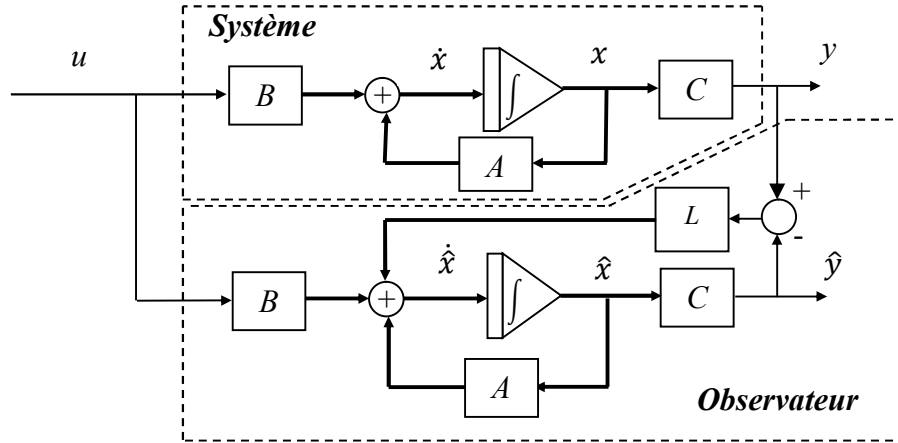 Système
u
ẋ
x
y
B
+
∫
C
A
+
L
-
x̂̇
x̂
ŷ
B
+
∫
C
A
Observateur